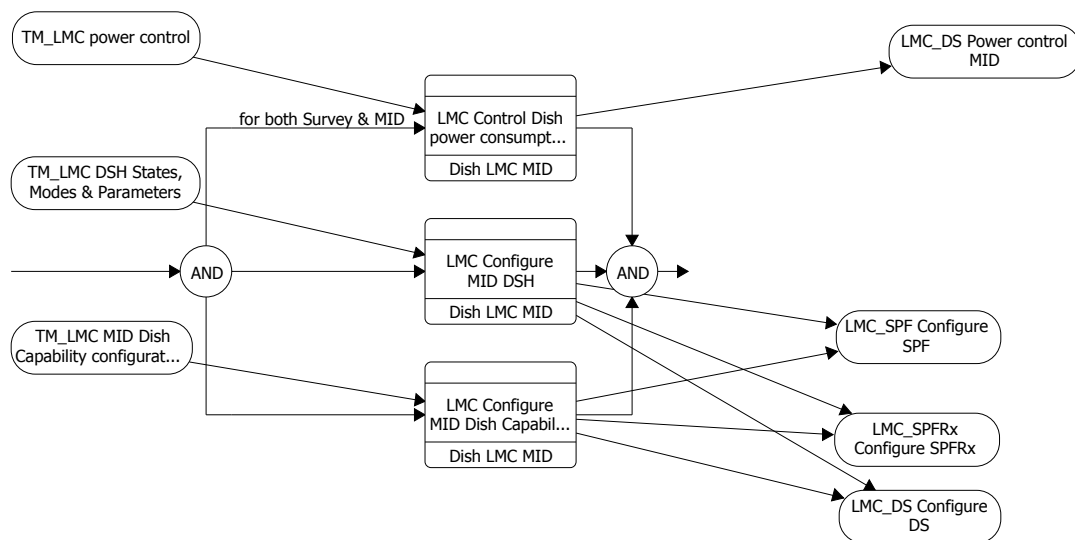 TM_LMC power control
LMC_DS Power control
MID
for both Survey & MID
LMC Control Dish
power consumpt...
Dish LMC MID
TM_LMC DSH States,
Modes & Parameters
AND
LMC Configure
MID DSH
Dish LMC MID
AND
TM_LMC MID Dish
Capability configurat...
LMC_SPF Configure
SPF
LMC Configure
MID Dish Capabil...
Dish LMC MID
LMC_SPFRx
Configure SPFRx
LMC_DS Configure
DS